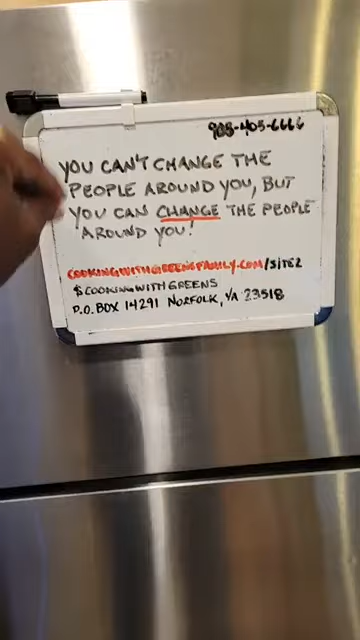 908-405-6666
YOU CAN'T CHANGE THE
PEOPLE AROUND YOU, BUT
YOU CAN CHANGE THE PEOPLE
AROUND YOU!
COOKINGWITHGREENSFAMILY.COM/SITE2
$COOKINGWITHGREENS
P.O. BOX 14291 NORFOLK, VA 23518